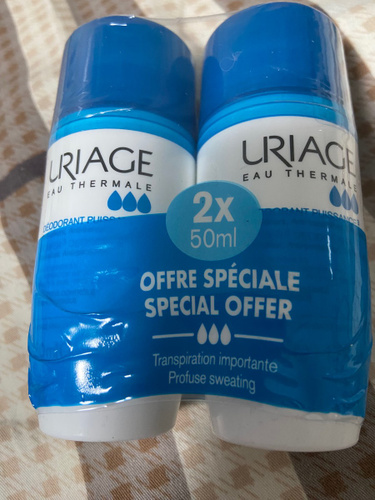 URIAGE
EAU THERMALE
URIAGE
EAU THERMALE
2x
50ml
OFFRE SPÉCIALE
SPECIAL OFFER
Transpiration importante
Profuse sweating